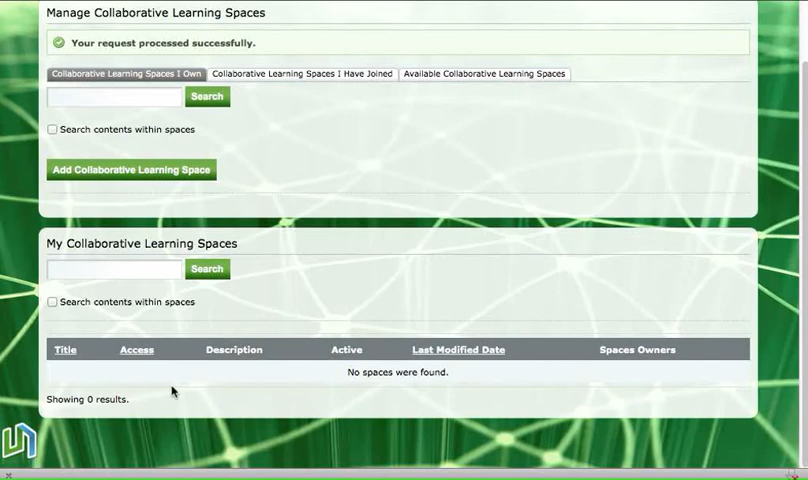 Manage Collaborative Learning Spaces
Your request processed successfully.
Collaborative Learning Spaces I Own
Collaborative Learning Spaces I Have Joined
Available Collaborative Learning Spaces
Search
Search contents within spaces
Add Collaborative Learning Space
My Collaborative Learning Spaces
Search
Search contents within spaces
Title Access Description Active Last Modified Date Spaces Owners
No spaces were found.
Showing 0 results.